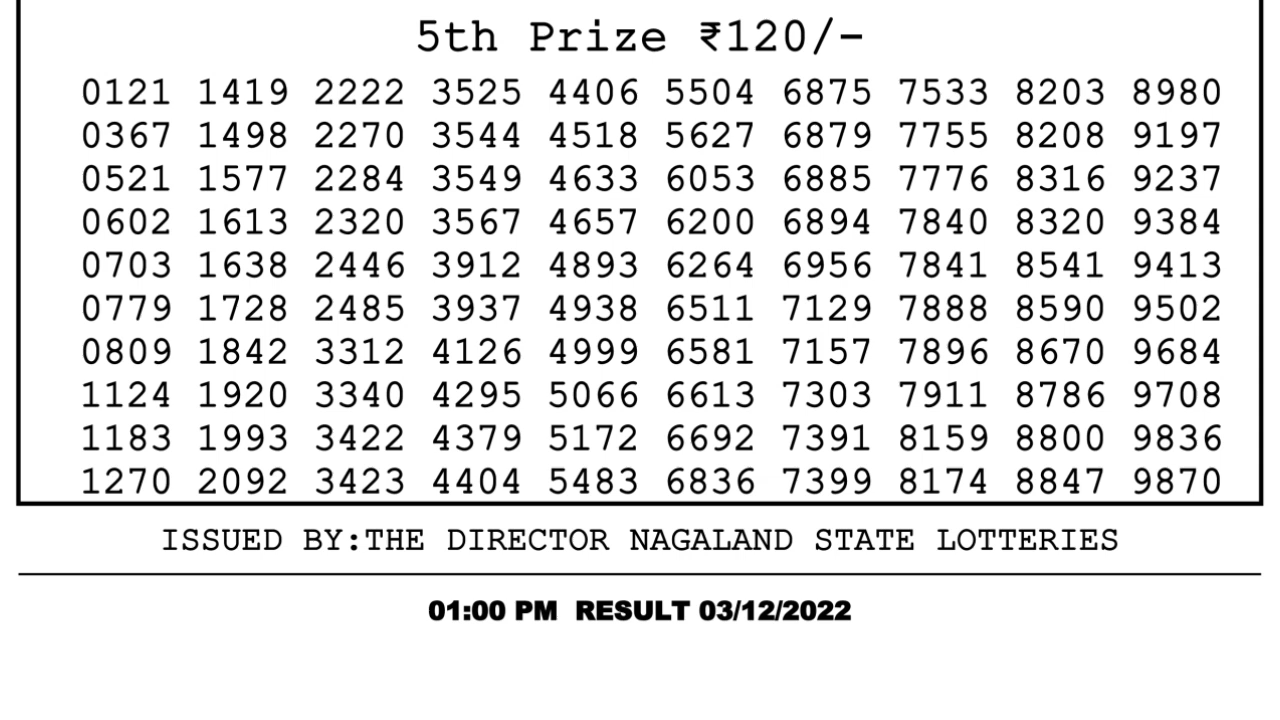 5th Prize ₹120/-
0121 1419 2222 3525 4406 5504 6875 7533 8203 8980
0367 1498 2270 3544 4518 5627 6879 7755 8208 9197
0521 1577 2284 3549 4633 6053 6885 7776 8316 9237
0602 1613 2320 3567 4657 6200 6894 7840 8320 9384
0703 1638 2446 3912 4893 6264 6956 7841 8541 9413
0779 1728 2485 3937 4938 6511 7129 7888 8590 9502
0809 1842 3312 4126 4999 6581 7157 7896 8670 9684
1124 1920 3340 4295 5066 6613 7303 7911 8786 9708
1183 1993 3422 4379 5172 6692 7391 8159 8800 9836
1270 2092 3423 4404 5483 6836 7399 8174 8847 9870
ISSUED BY:THE DIRECTOR NAGALAND STATE LOTTERIES
01:00 PM RESULT 03/12/2022